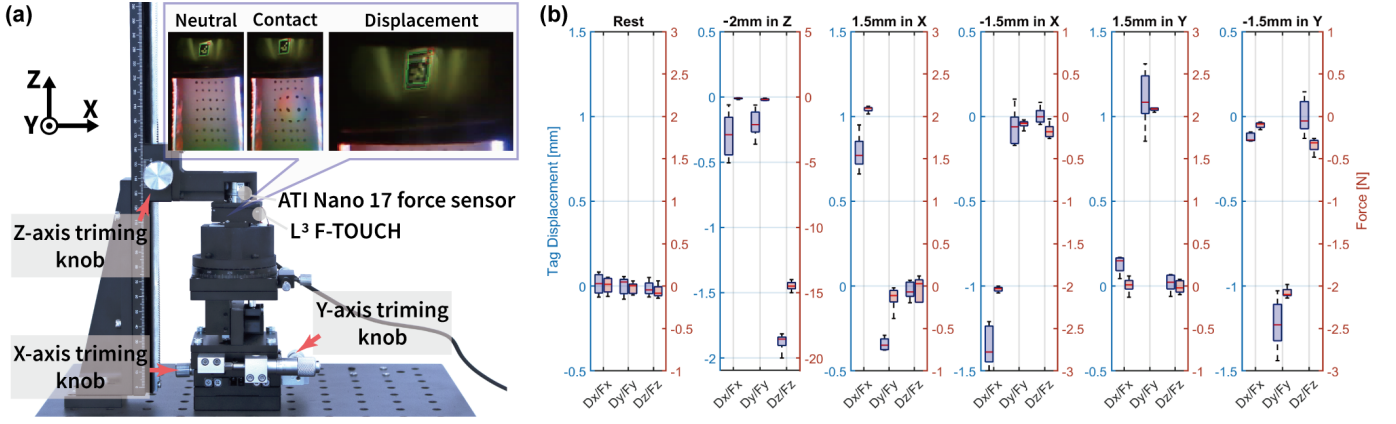 (a)
Neutral Contact Displacement
Z
X
Y
ATI Nano 17 force sensor
L³ F-TOUCH
Z-axis triming
knob
Y-axis triming
knob
X-axis triming
knob
(b)
Rest -2mm in Z 1.5mm in X -1.5mm in X 1.5mm in Y -1.5mm in Y
Tag Displacement [mm]
1.5 1 0.5 0 -0.5
3 2.5 2 1.5 1 0.5 0 -0.5 -1
0.5 0 -0.5 -1 -1.5 -2
5 0 -5 -10 -15 -20
1.5 1 0.5 0 -0.5
3 2.5 2 1.5 1 0.5 0 -0.5 -1
0.5 0 -0.5 -1
1 0.5 0 -0.5 -1 -1.5 -2 -2.5 -3
1.5 1 0.5 0 -0.5
3 2.5 2 1.5 1 0.5 0 -0.5 -1
0.5 0 -0.5 -1 -1.5
1 0.5 0 -0.5 -1 -1.5 -2 -2.5 -3
Force [N]
Dx/Fx Dy/Fy Dz/Fz Dx/Fx Dy/Fy Dz/Fz Dx/Fx Dy/Fy Dz/Fz Dx/Fx Dy/Fy Dz/Fz Dx/Fx Dy/Fy Dz/Fz Dx/Fx Dy/Fy Dz/Fz